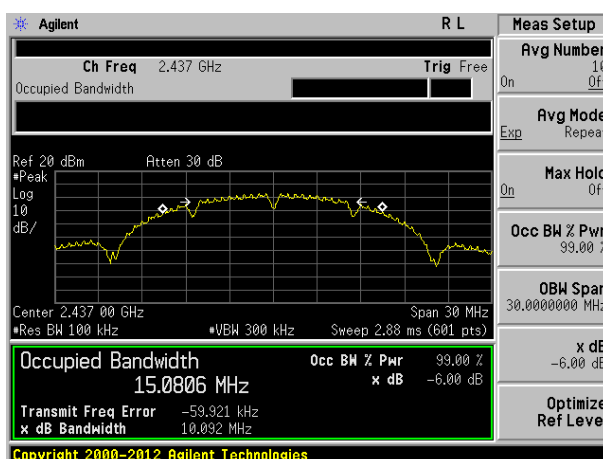 Agilent R L Meas Setup
Avg Number
10
On Off
Ch Freq 2.437 GHz Trig Free
Occupied Bandwidth
Avg Mode
Exp Repeat
Ref 20 dBm Atten 30 dB
#Peak
Log
10
dB/
Max Hold
On Off
Occ BW % Pwr
99.00 %
OBW Span
30.0000000 MHz
Center 2.437 00 GHz Span 30 MHz
#Res BW 100 kHz #VBW 300 kHz Sweep 2.88 ms (601 pts)
Occupied Bandwidth Occ BW % Pwr 99.00 %
15.0806 MHz x dB -6.00 dB
Transmit Freq Error -59.921 kHz
x dB Bandwidth 10.092 MHz
x dB
-6.00 dB
Optimize
Ref Level
Copyright 2000-2012 Agilent Technologies